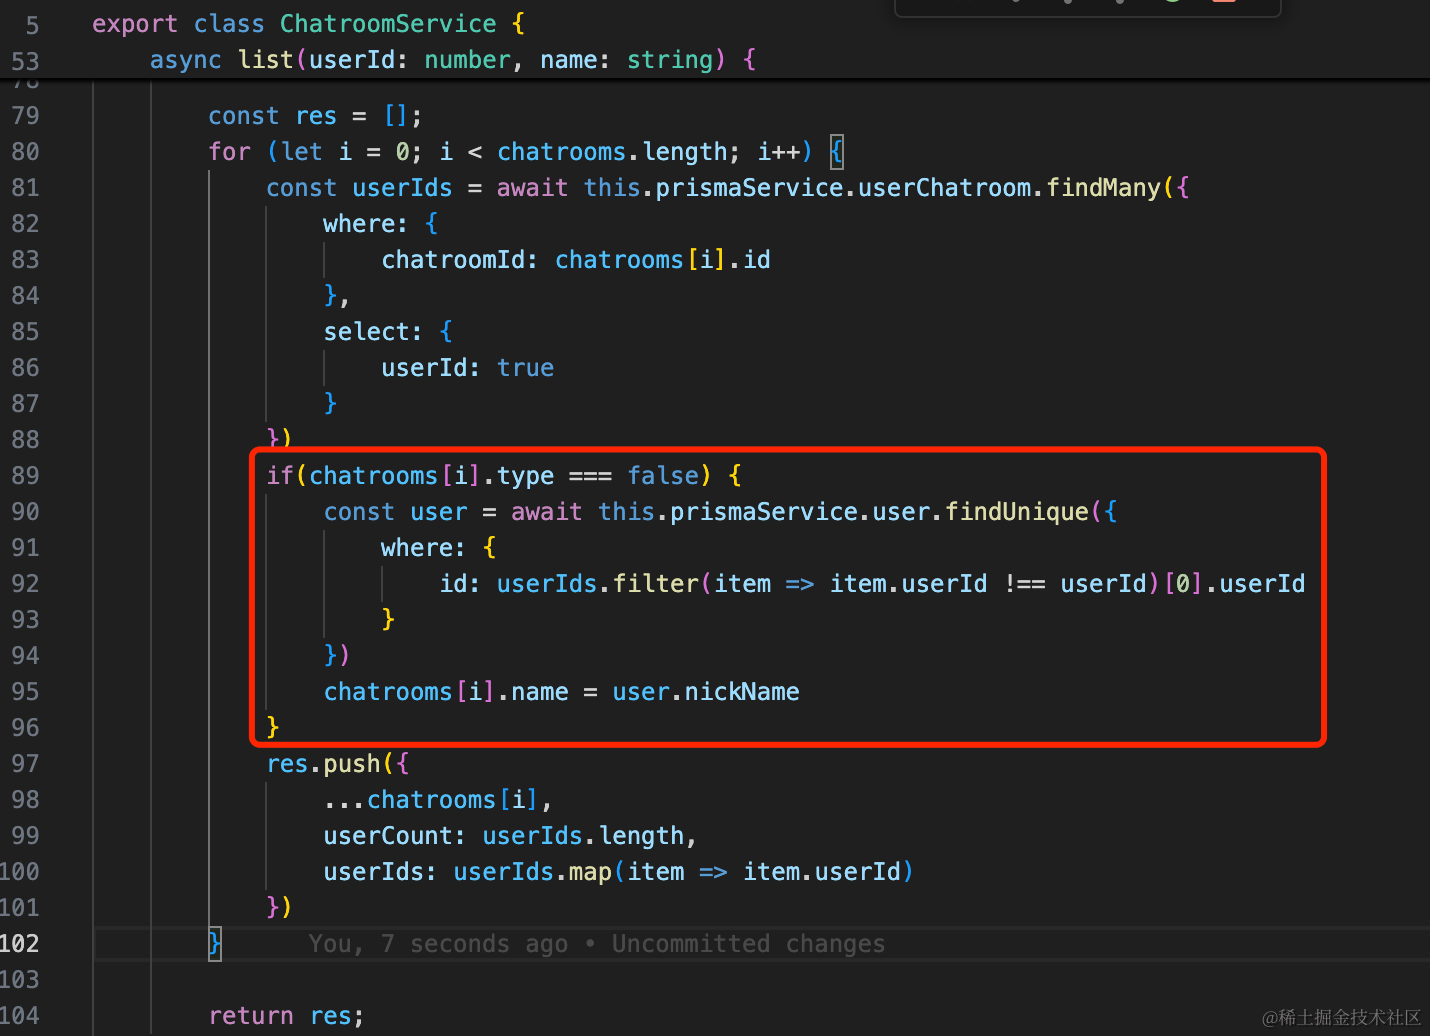 5 export class ChatroomService {
53 async list(userId: number, name: string) {
78
79 const res = [];
80 for (let i = 0; i < chatrooms.length; i++) {
81 const userIds = await this.prismaService.userChatroom.findMany({
82 where: {
83 chatroomId: chatrooms[i].id
84 },
85 select: {
86 userId: true
87 }
88 })
89 if(chatrooms[i].type === false) {
90 const user = await this.prismaService.user.findUnique({
91 where: {
92 id: userIds.filter(item => item.userId !== userId)[0].userId
93 }
94 })
95 chatrooms[i].name = user.nickName
96 }
97 res.push({
98 ...chatrooms[i],
99 userCount: userIds.length,
100 userIds: userIds.map(item => item.userId)
101 })
102 } You, 7 seconds ago • Uncommitted changes
103
104 return res;
@稀土掘金技术社区